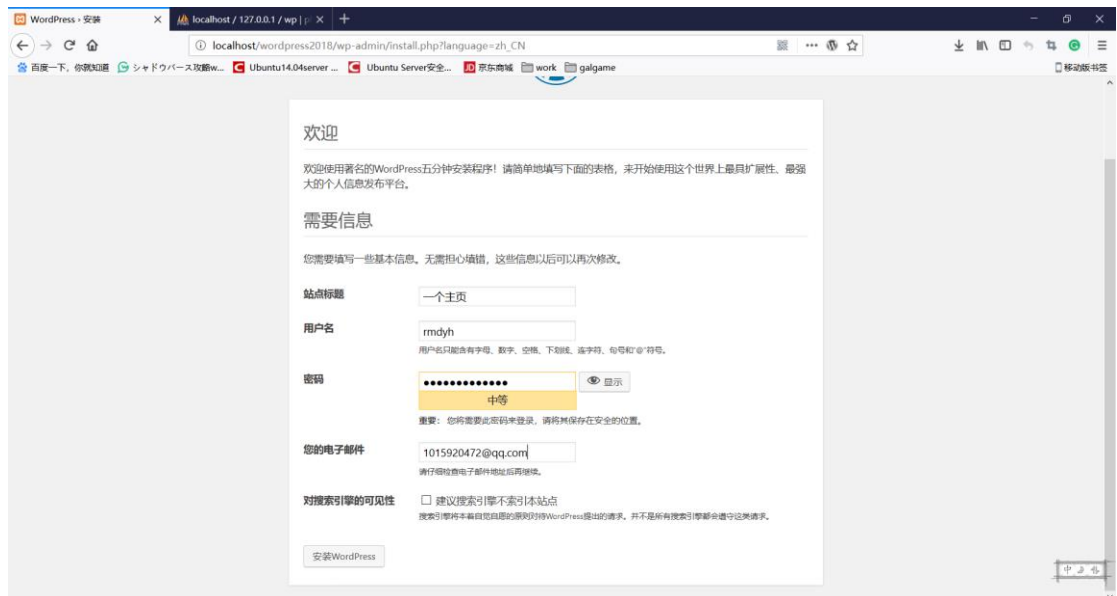 WordPress › 安装
localhost / 127.0.0.1 / wp | p
localhost/wordpress2018/wp-admin/install.php?language=zh_CN
百度一下，你就知道 シャドウバース攻略w... Ubuntu14.04server ... Ubuntu Server安全... 京东商城 work galgame 移动版书签
欢迎
欢迎使用著名的WordPress五分钟安装程序！请简单地填写下面的表格，来开始使用这个世界上最具扩展性、最强
大的个人信息发布平台。
需要信息
您需要填写一些基本信息。无需担心填错，这些信息以后可以再次修改。
站点标题 一个主页
用户名 rmdyh
用户名只能含有字母、数字、空格、下划线、连字符、句号和“@”符号。
密码 ●●●●●●●●●●●●● 显示
中等
重要： 您将需要此密码来登录，请将其保存在安全的位置。
您的电子邮件 1015920472@qq.com
请仔细检查电子邮件地址后再继续。
对搜索引擎的可见性 建议搜索引擎不索引本站点
搜索引擎将本着自觉自愿的原则对待WordPress提出的请求。并不是所有搜索引擎都会遵守这类请求。
安装WordPress